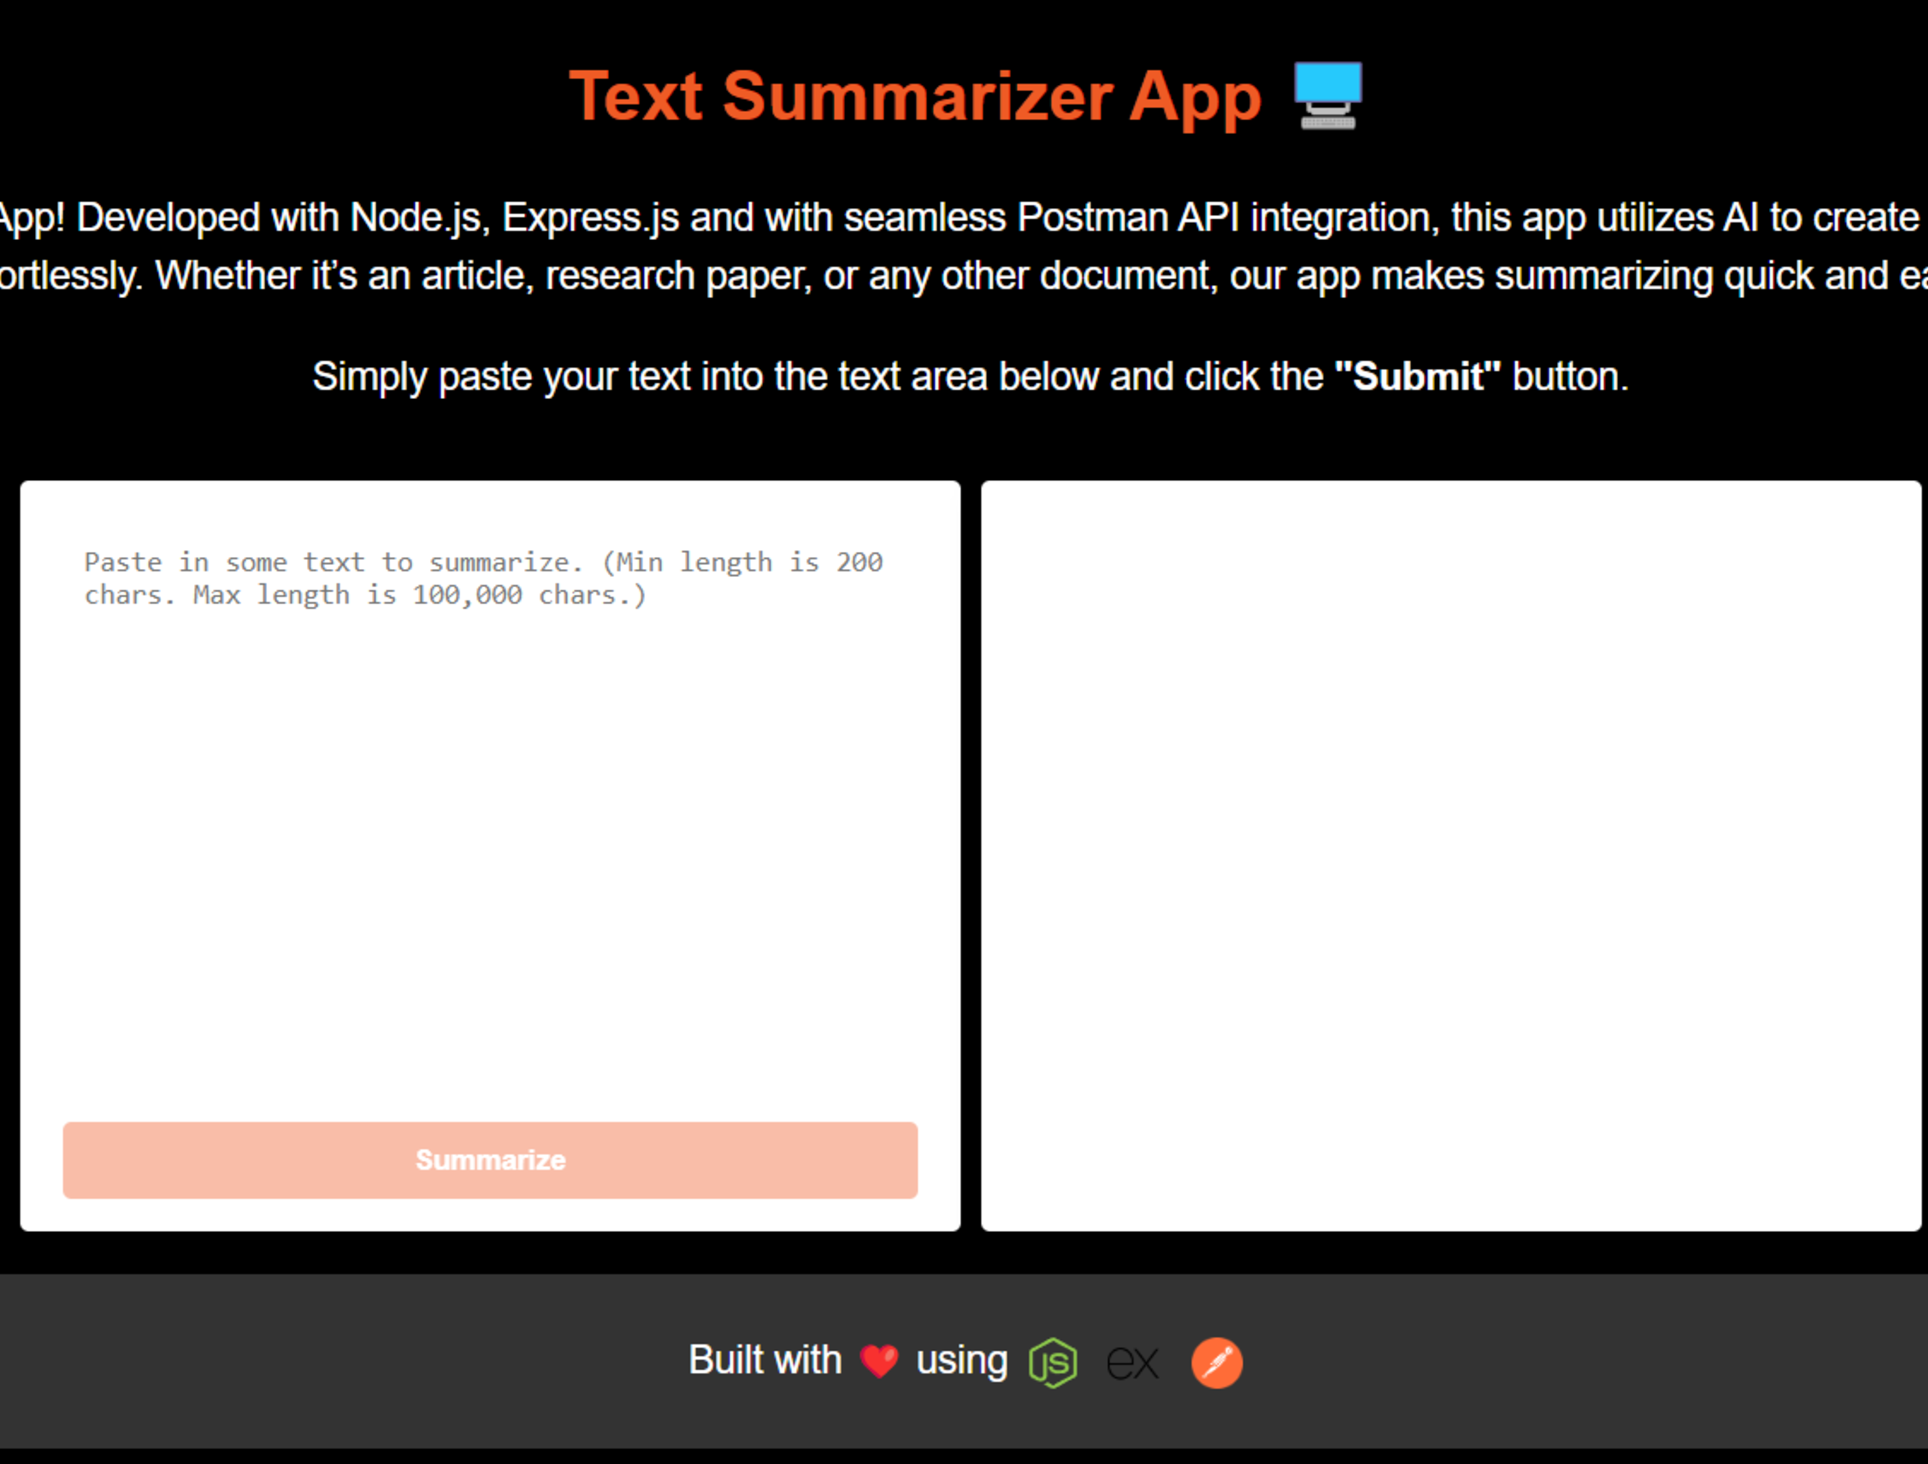 Text Summarizer App
App! Developed with Node.js, Express.js and with seamless Postman API integration, this app utilizes AI to create
ortlessly. Whether it’s an article, research paper, or any other document, our app makes summarizing quick and ea
Simply paste your text into the text area below and click the "Submit" button.
Paste in some text to summarize. (Min length is 200
chars. Max length is 100,000 chars.)
Summarize
Built with ❤️ using JS ex